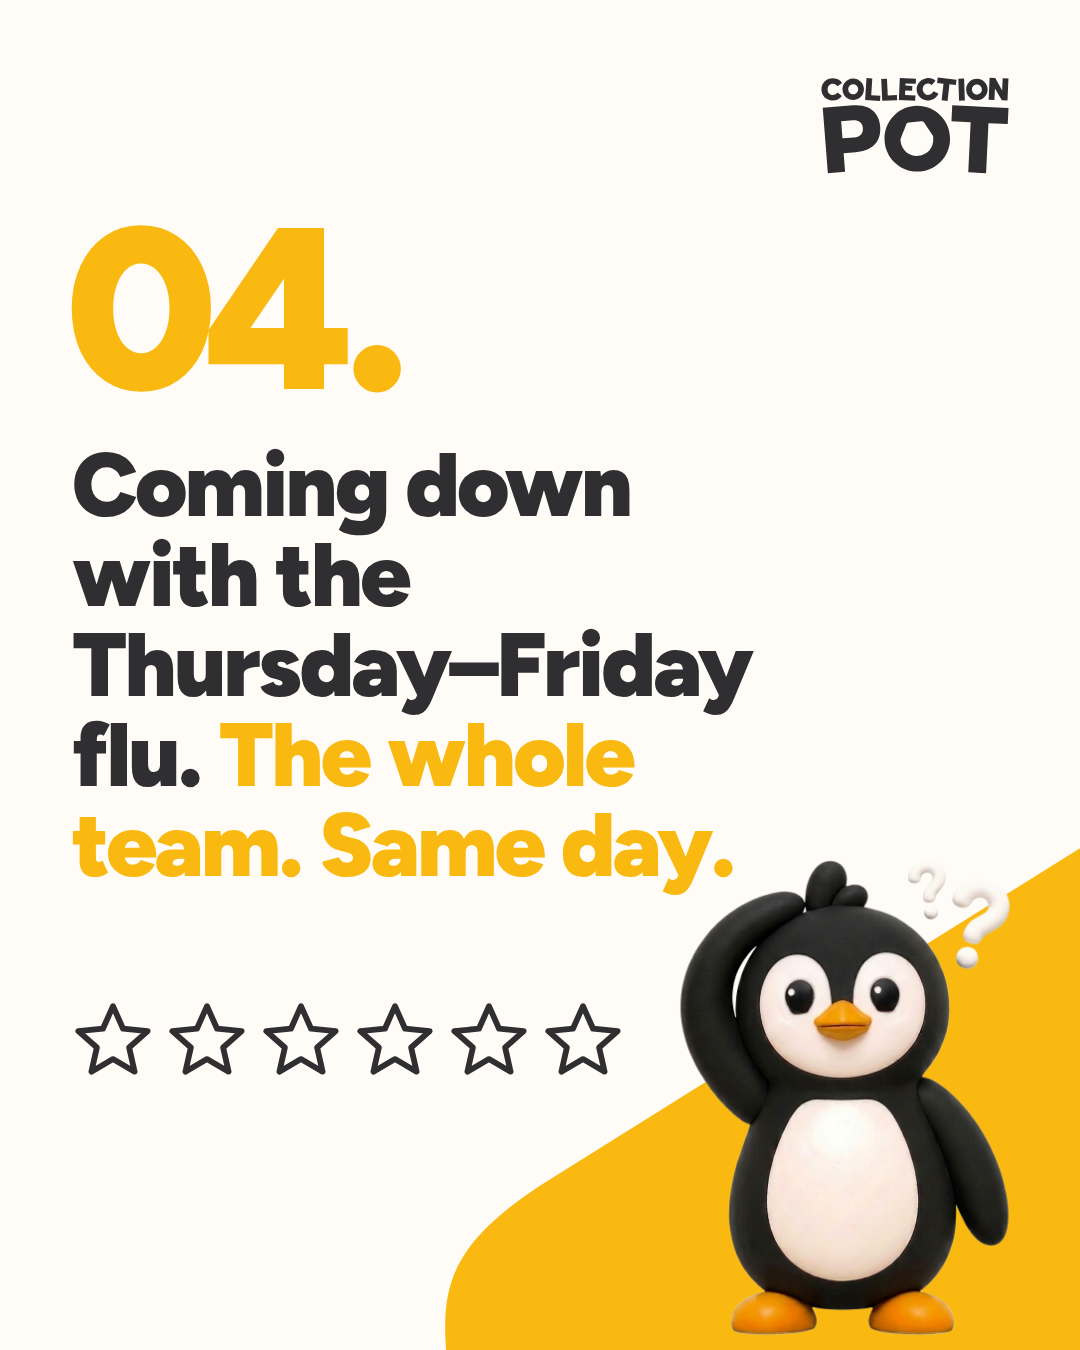 COLLECTION
POT
04.
Coming down
with the
Thursday–Friday
flu. The whole
team. Same day.
??